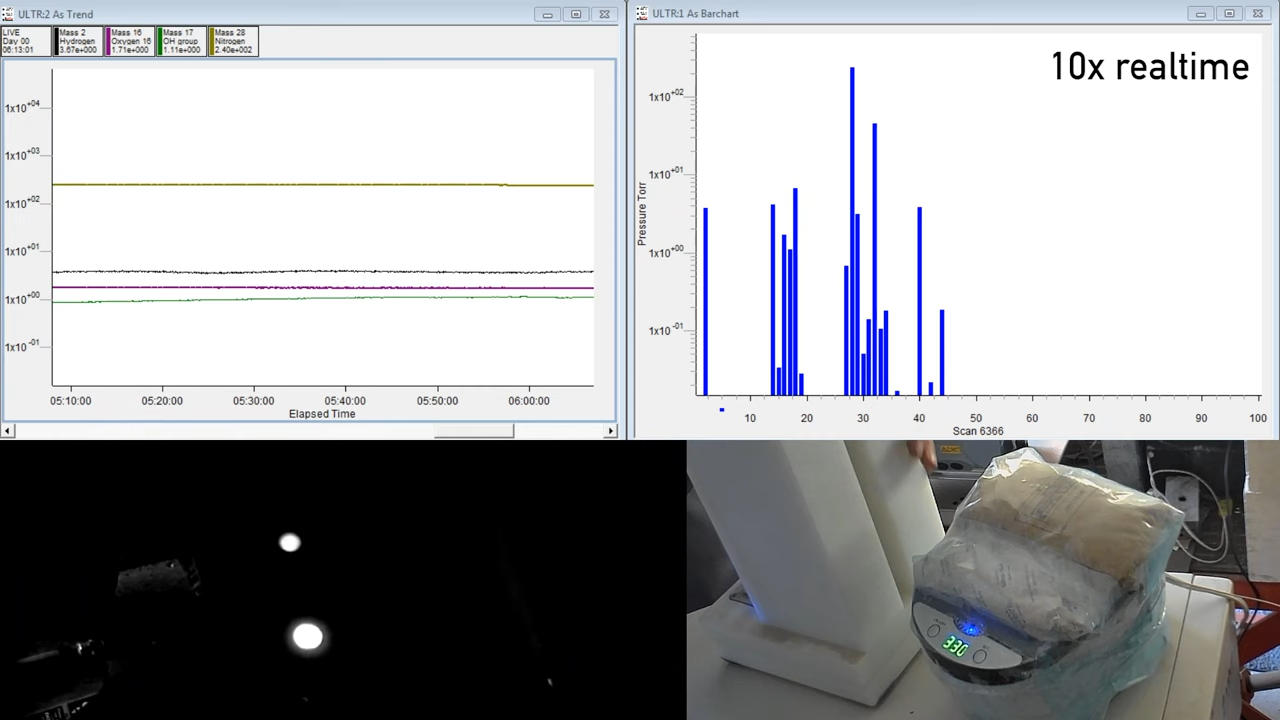 ULTR:2 As Trend
LIVE
Day 00
06:13:01
Mass 2
Hydrogen
3.67e+000
Mass 16
Oxygen 16
1.71e+000
Mass 17
OH group
1.11e+000
Mass 28
Nitrogen
2.40e+002
1x10+04
1x10+03
1x10+02
1x10+01
1x10+00
1x10-01
05:10:00 05:20:00 05:30:00 05:40:00 05:50:00 06:00:00
Elapsed Time
ULTR:1 As Barchart
10x realtime
Pressure Torr
1x10+02
1x10+01
1x10+00
1x10-01
10 20 30 40 50 60 70 80 90 100
Scan 6366
330